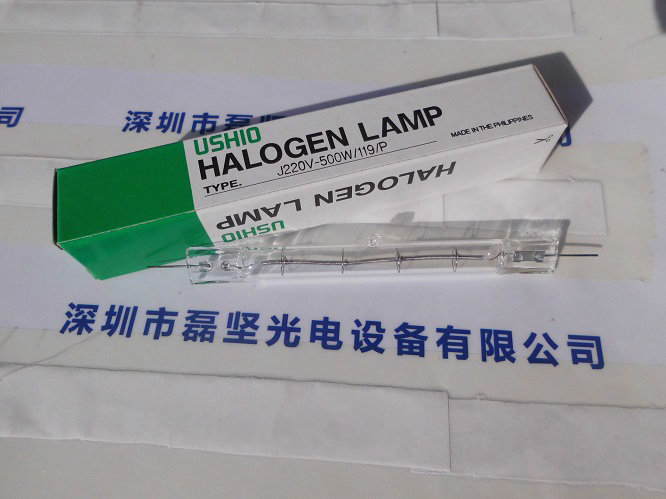 司
深圳市磊坚
USHIO
HALOGEN LAMP
TYPE. J220V-500W/119/P
MADE IN THE PHILIPPINES
HALOGEN LAMP
USHIO
深圳市磊坚光电设备有限公司